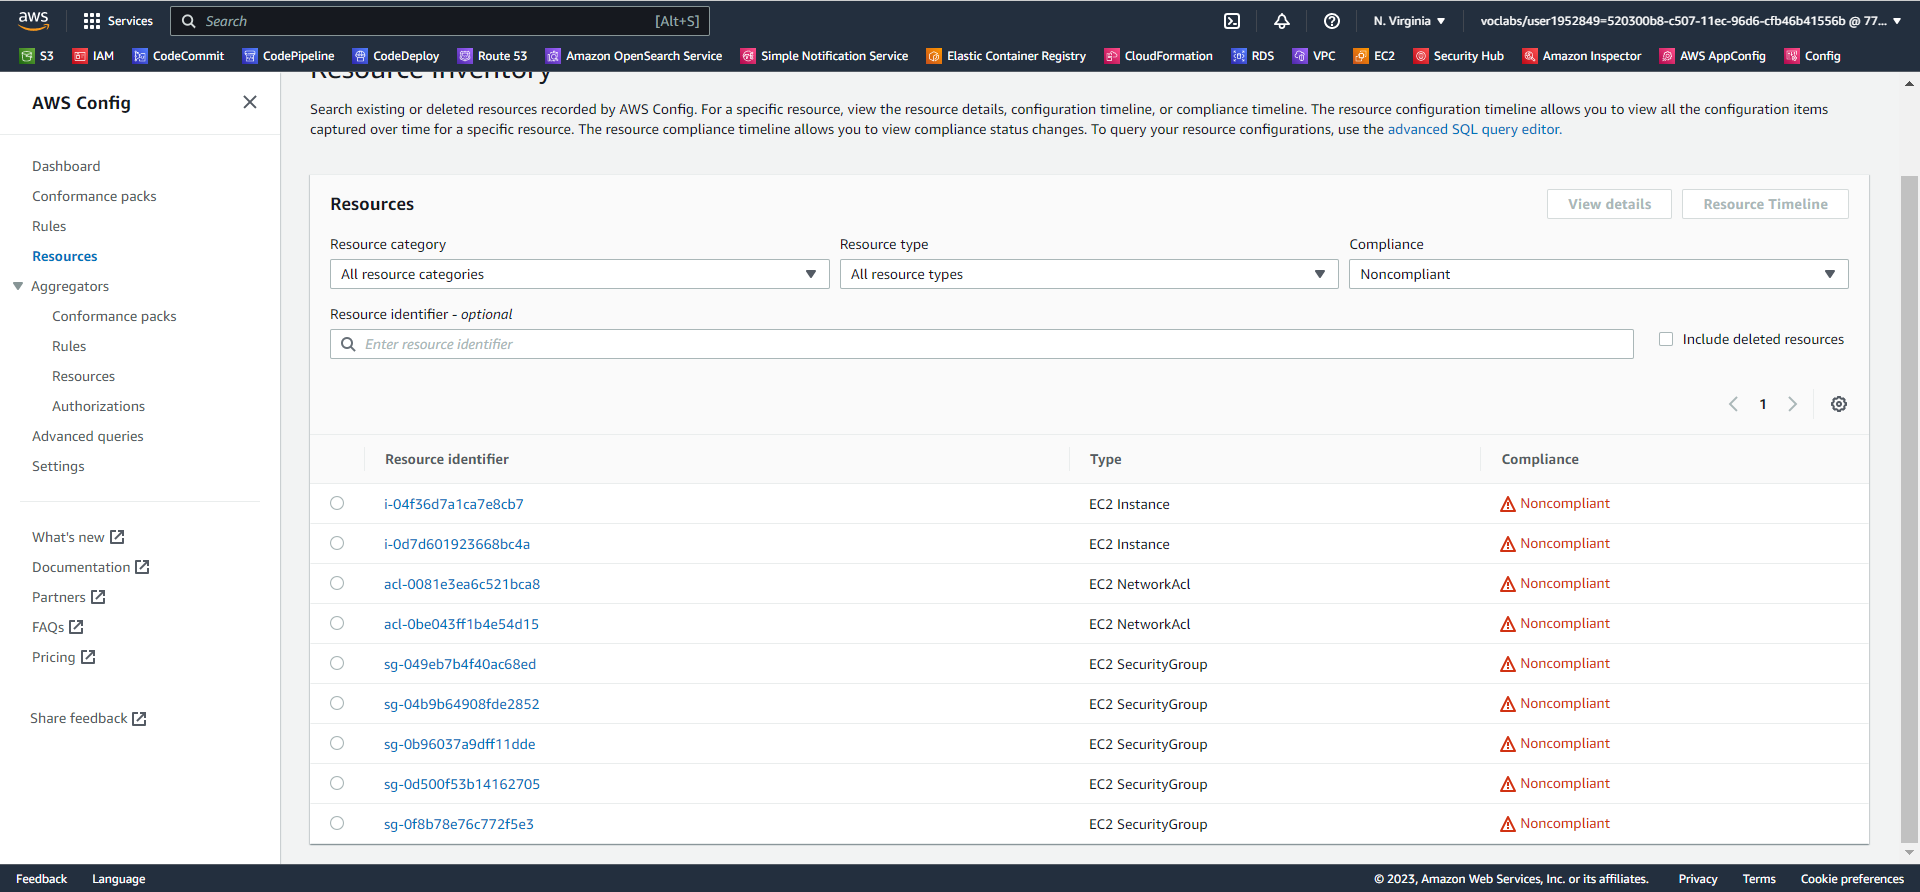 aws
Services
Search [Alt+S]
N. Virginia
voclabs/user1952849=520300b8-c507-11ec-96d6-cfb46b41556b @ 77...
S3 IAM CodeCommit CodePipeline CodeDeploy Route 53 Amazon OpenSearch Service Simple Notification Service Elastic Container Registry CloudFormation RDS VPC EC2 Security Hub Amazon Inspector AWS AppConfig Config
AWS Config
Dashboard
Conformance packs
Rules
Resources
Aggregators
Conformance packs
Rules
Resources
Authorizations
Advanced queries
Settings
What's new
Documentation
Partners
FAQs
Pricing
Share feedback
Resource Inventory
Search existing or deleted resources recorded by AWS Config. For a specific resource, view the resource details, configuration timeline, or compliance timeline. The resource configuration timeline allows you to view all the configuration items
captured over time for a specific resource. The resource compliance timeline allows you to view compliance status changes. To query your resource configurations, use the advanced SQL query editor.
Resources
View details
Resource Timeline
Resource category
All resource categories
Resource type
All resource types
Compliance
Noncompliant
Resource identifier - optional
Enter resource identifier
Include deleted resources
1
Resource identifier Type Compliance
i-04f36d7a1ca7e8cb7 EC2 Instance Noncompliant
i-0d7d601923668bc4a EC2 Instance Noncompliant
acl-0081e3ea6c521bca8 EC2 NetworkAcl Noncompliant
acl-0be043ff1b4e54d15 EC2 NetworkAcl Noncompliant
sg-049eb7b4f40ac68ed EC2 SecurityGroup Noncompliant
sg-04b9b64908fde2852 EC2 SecurityGroup Noncompliant
sg-0b96037a9dff11dde EC2 SecurityGroup Noncompliant
sg-0d500f53b14162705 EC2 SecurityGroup Noncompliant
sg-0f8b78e76c772f5e3 EC2 SecurityGroup Noncompliant
Feedback Language © 2023, Amazon Web Services, Inc. or its affiliates. Privacy Terms Cookie preferences